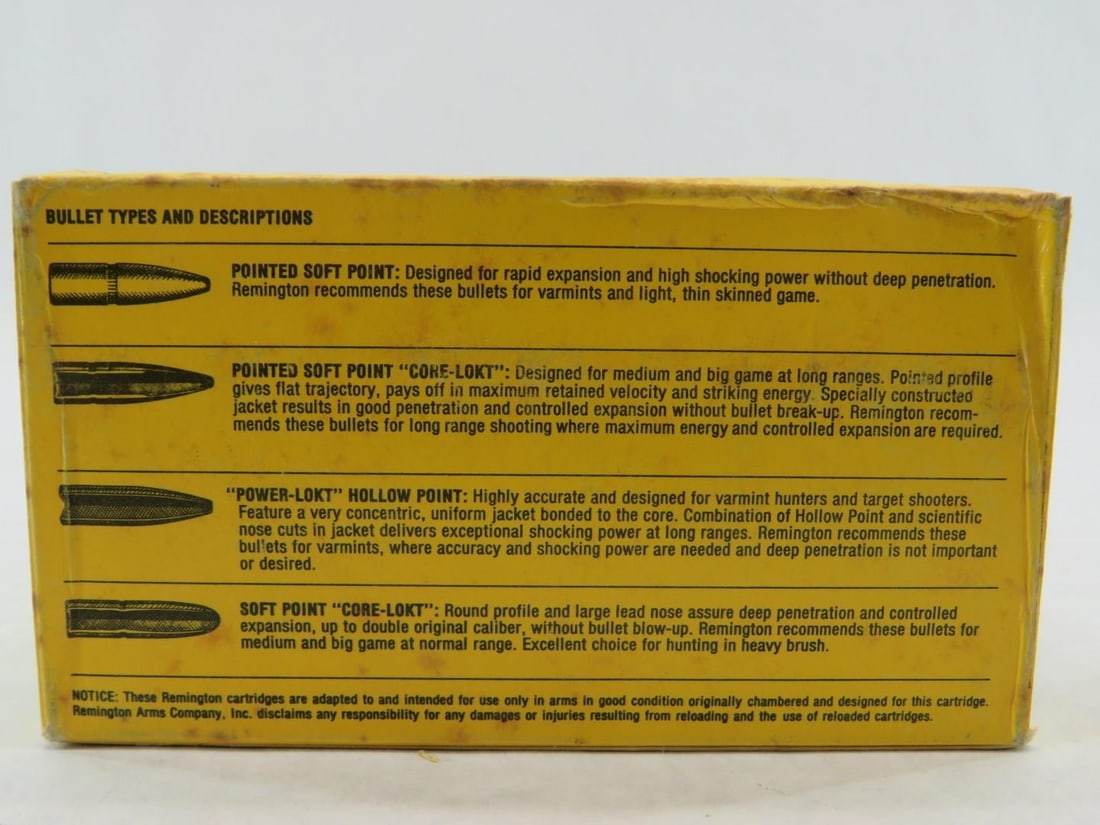 BULLET TYPES AND DESCRIPTIONS
POINTED SOFT POINT: Designed for rapid expansion and high shocking power without deep penetration.
Remington recommends these bullets for varmints and light, thin skinned game.
POINTED SOFT POINT "CORE-LOKT": Designed for medium and big game at long ranges. Pointed profile
gives flat trajectory, pays off in maximum retained velocity and striking energy. Specially constructed
jacket results in good penetration and controlled expansion without bullet break-up. Remington recom-
mends these bullets for long range shooting where maximum energy and controlled expansion are required.
"POWER-LOKT" HOLLOW POINT: Highly accurate and designed for varmint hunters and target shooters.
Feature a very concentric, uniform jacket bonded to the core. Combination of Hollow Point and scientific
nose cuts in jacket delivers exceptional shocking power at long ranges. Remington recommends these
bullets for varmints, where accuracy and shocking power are needed and deep penetration is not important
or desired.
SOFT POINT "CORE-LOKT": Round profile and large lead nose assure deep penetration and controlled
expansion, up to double original caliber, without bullet blow-up. Remington recommends these bullets for
medium and big game at normal range. Excellent choice for hunting in heavy brush.
NOTICE: These Remington cartridges are adapted to and intended for use only in arms in good condition originally chambered and designed for this cartridge.
Remington Arms Company, Inc. disclaims any responsibility for any damages or injuries resulting from reloading and the use of reloaded cartridges.